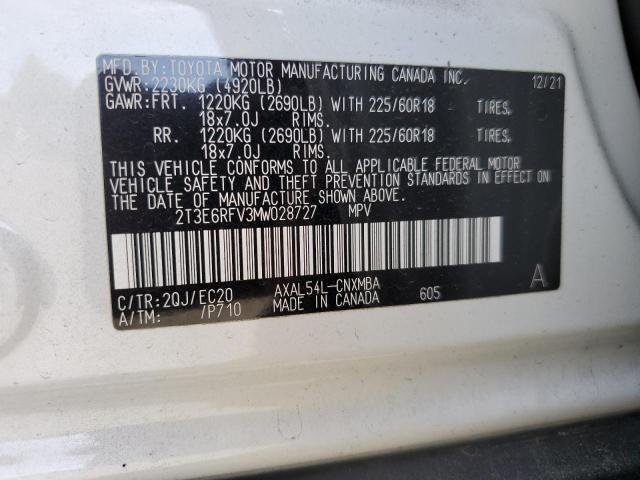 MFD.BY:TOYOTA MOTOR MANUFACTURING CANADA INC. 12/21
GVWR:2230KG (4920LB)
GAWR:FRT. 1220KG (2690LB) WITH 225/60R18 TIRES,
18x7.0J RIMS.
RR. 1220KG (2690LB) WITH 225/60R18 TIRES,
18x7.0J RIMS.
THIS VEHICLE CONFORMS TO ALL APPLICABLE FEDERAL MOTOR
VEHICLE SAFETY AND THEFT PREVENTION STANDARDS IN EFFECT ON
THE DATE OF MANUFACTURE SHOWN ABOVE.
2T3E6RFV3MW028727 MPV
C/TR:2QJ/EC20 AXAL54L-CNXMBA 605 A
A/TM: /P710 MADE IN CANADA